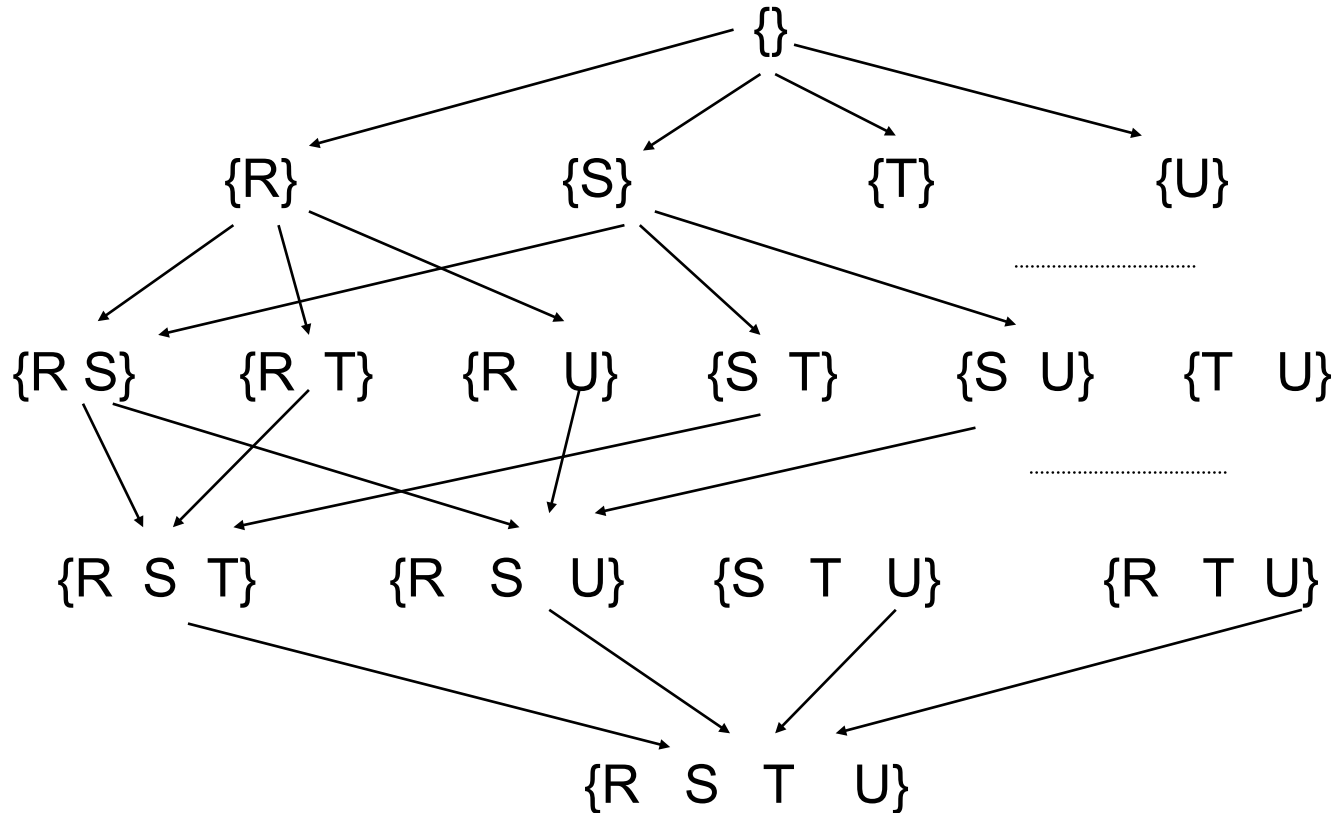 {}
{R} {S} {T} {U}
{R S} {R T} {R U} {S T} {S U} {T U}
{R S T} {R S U} {S T U} {R T U}
{R S T U}